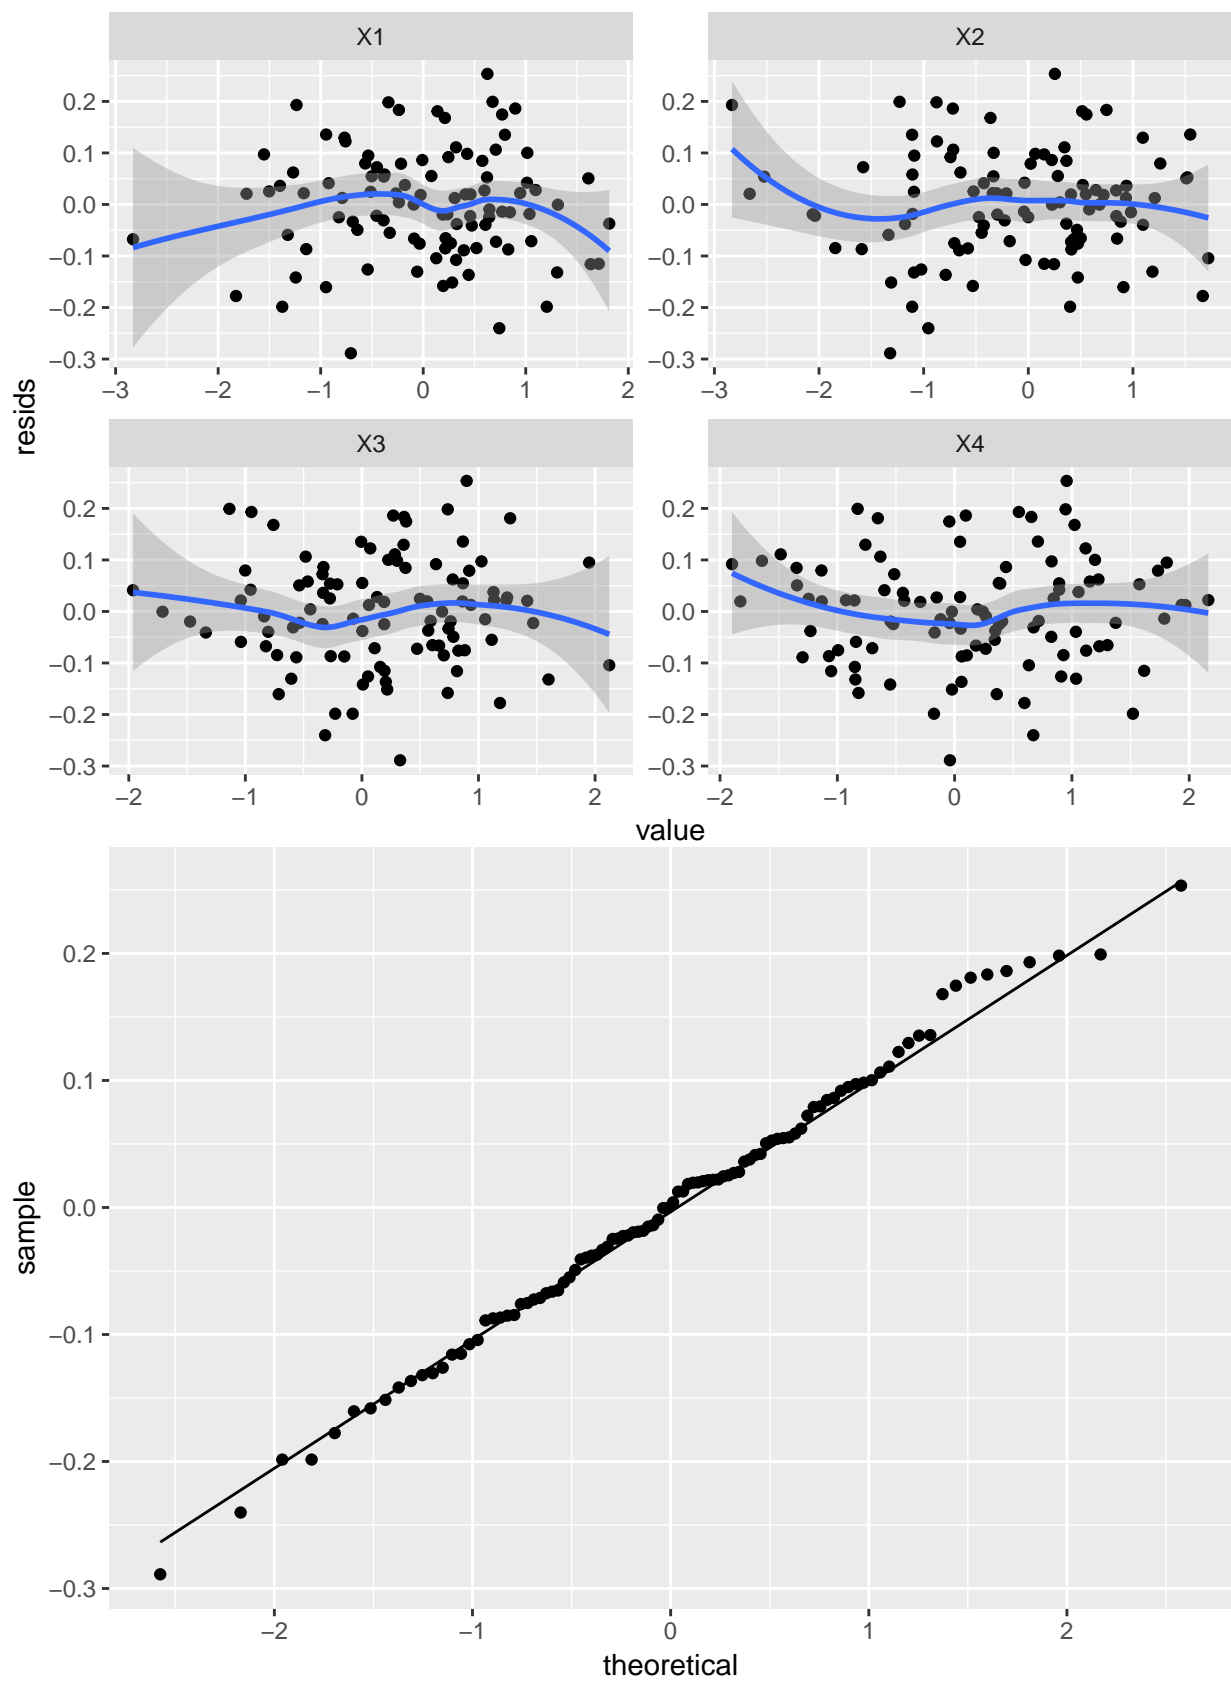 X1 X2
0.2 0.2
0.1 0.1
0.0 0.0
−0.1 −0.1
−0.2 −0.2
−0.3 −0.3
−3 −2 −1 0 1 2 −3 −2 −1 0 1
resids
X3 X4
0.2 0.2
0.1 0.1
0.0 0.0
−0.1 −0.1
−0.2 −0.2
−0.3 −0.3
−2 −1 0 1 2 −2 −1 0 1 2
value
0.2
0.1
0.0
−0.1
−0.2
−0.3
sample
−2 −1 0 1 2
theoretical